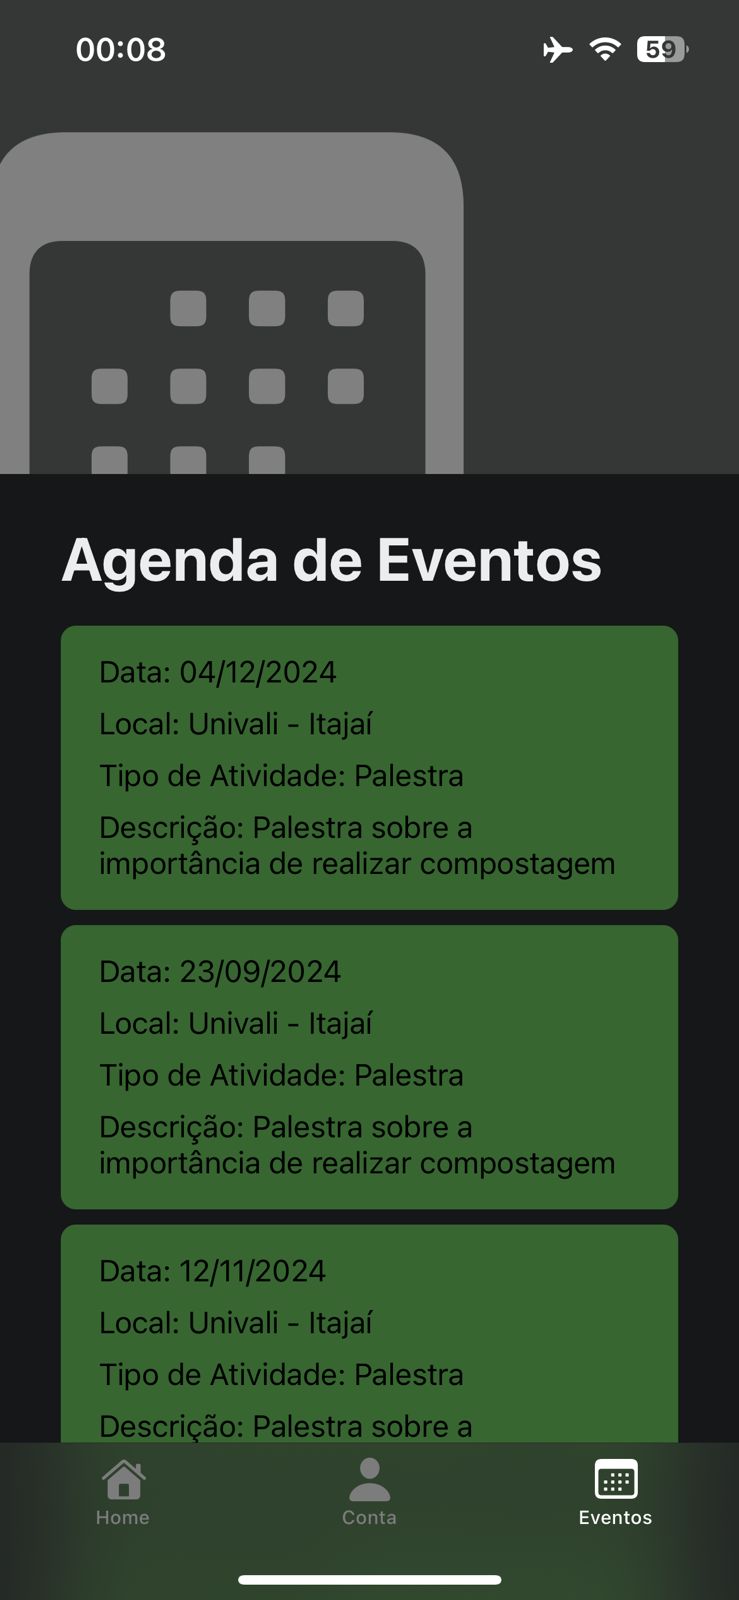 00:08
59
Agenda de Eventos
Data: 04/12/2024
Local: Univali - Itajaí
Tipo de Atividade: Palestra
Descrição: Palestra sobre a
importância de realizar compostagem
Data: 23/09/2024
Local: Univali - Itajaí
Tipo de Atividade: Palestra
Descrição: Palestra sobre a
importância de realizar compostagem
Data: 12/11/2024
Local: Univali - Itajaí
Tipo de Atividade: Palestra
Descrição: Palestra sobre a
Home
Conta
Eventos